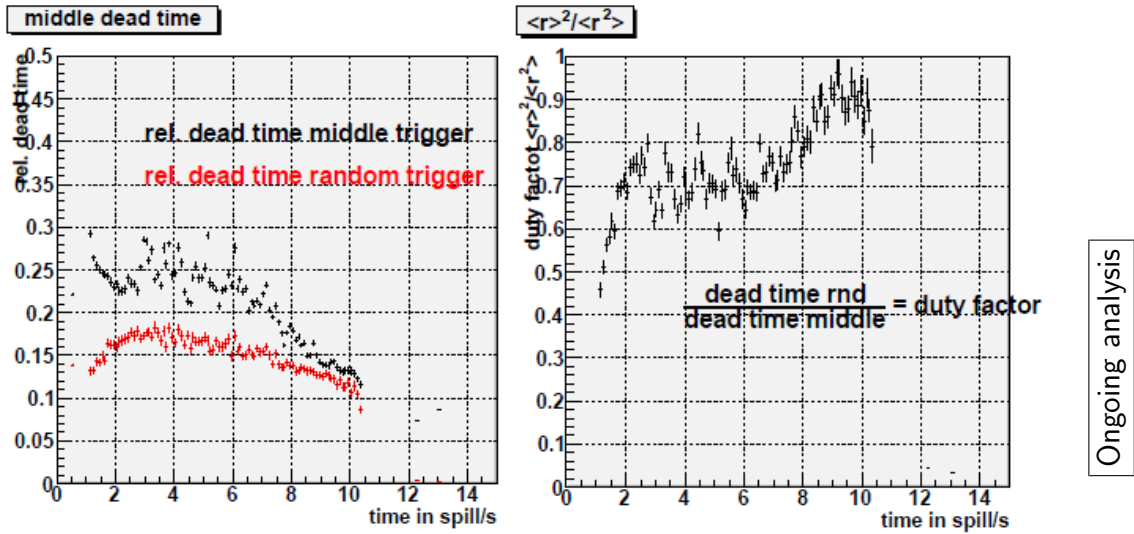 middle dead time
rel. dead time
0.5
0.45
0.4
0.35
0.3
0.25
0.2
0.15
0.1
0.05
0
rel. dead time middle trigger
rel. dead time random trigger
0 2 4 6 8 10 12 14
time in spill/s
<r>²/<r²>
duty factot <r>²/<r²>
1
0.9
0.8
0.7
0.6
0.5
0.4
0.3
0.2
0.1
0
dead time rnd
dead time middle
= duty factor
0 2 4 6 8 10 12 14
time in spill/s
Ongoing analysis